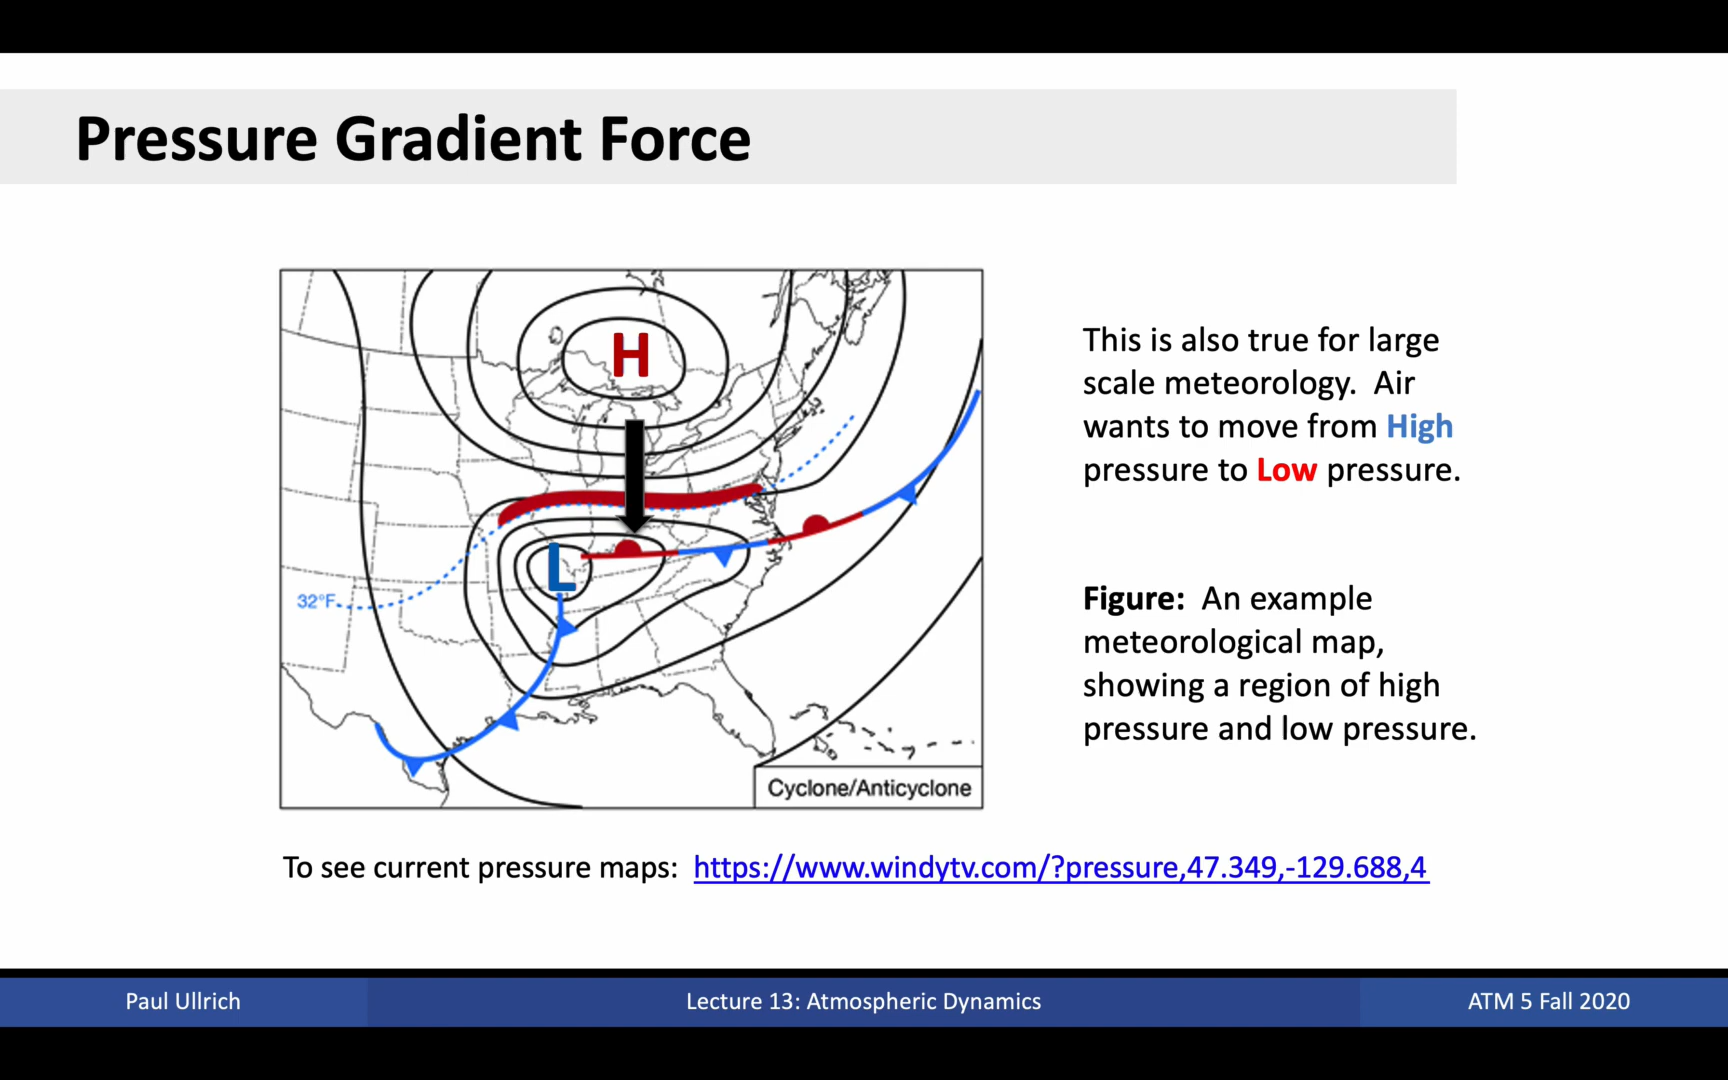 Pressure Gradient Force
H
L
32°F
Cyclone/Anticyclone
This is also true for large
scale meteorology.  Air
wants to move from High
pressure to Low pressure.
Figure:  An example
meteorological map,
showing a region of high
pressure and low pressure.
To see current pressure maps:  https://www.windytv.com/?pressure,47.349,-129.688,4
Paul Ullrich
Lecture 13: Atmospheric Dynamics
ATM 5 Fall 2020